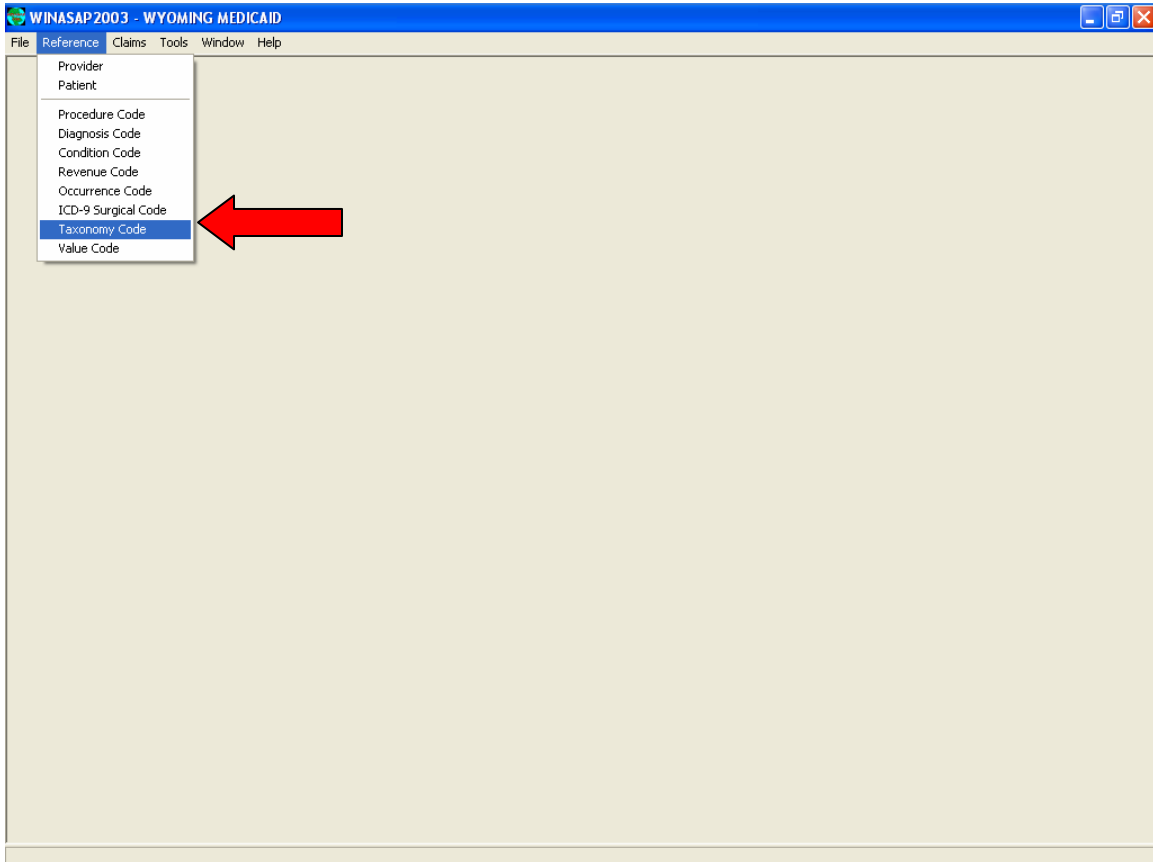 WINASAP2003 - WYOMING MEDICAID
File Reference Claims Tools Window Help
Provider
Patient
Procedure Code
Diagnosis Code
Condition Code
Revenue Code
Occurrence Code
ICD-9 Surgical Code
Taxonomy Code
Value Code